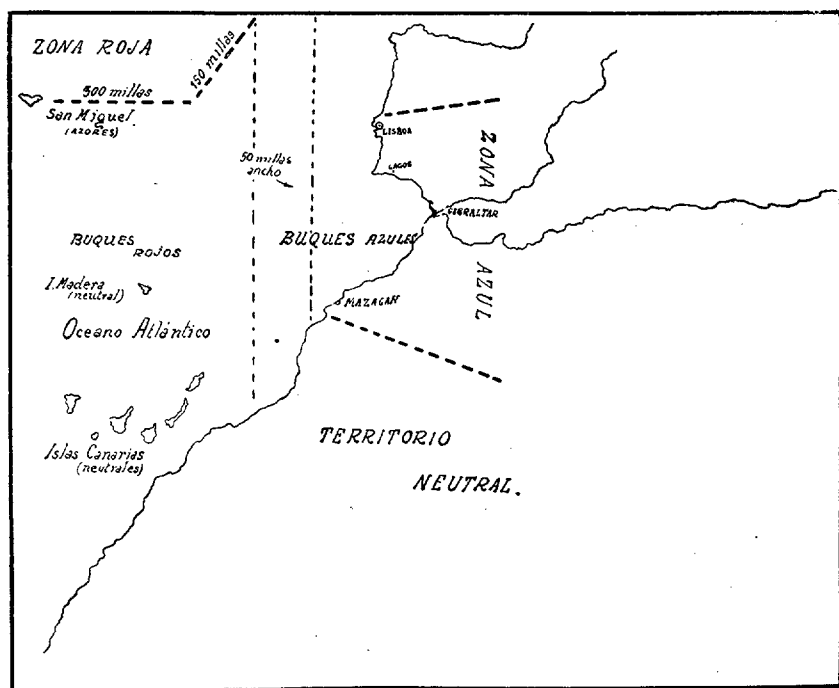 ZONA ROJA
150 millas
500 millas
San Miguel
(AZORES)
LISBOA
ZONA
50 millas
ancho
LAGOS
GIBRALTAR
BUQUES
ROJOS
BUQUES AZULES
AZUL
I. Madera
(neutral)
MAZAGAN
Oceano Atlántico
TERRITORIO
Islas Canarias
(neutrales)
NEUTRAL.